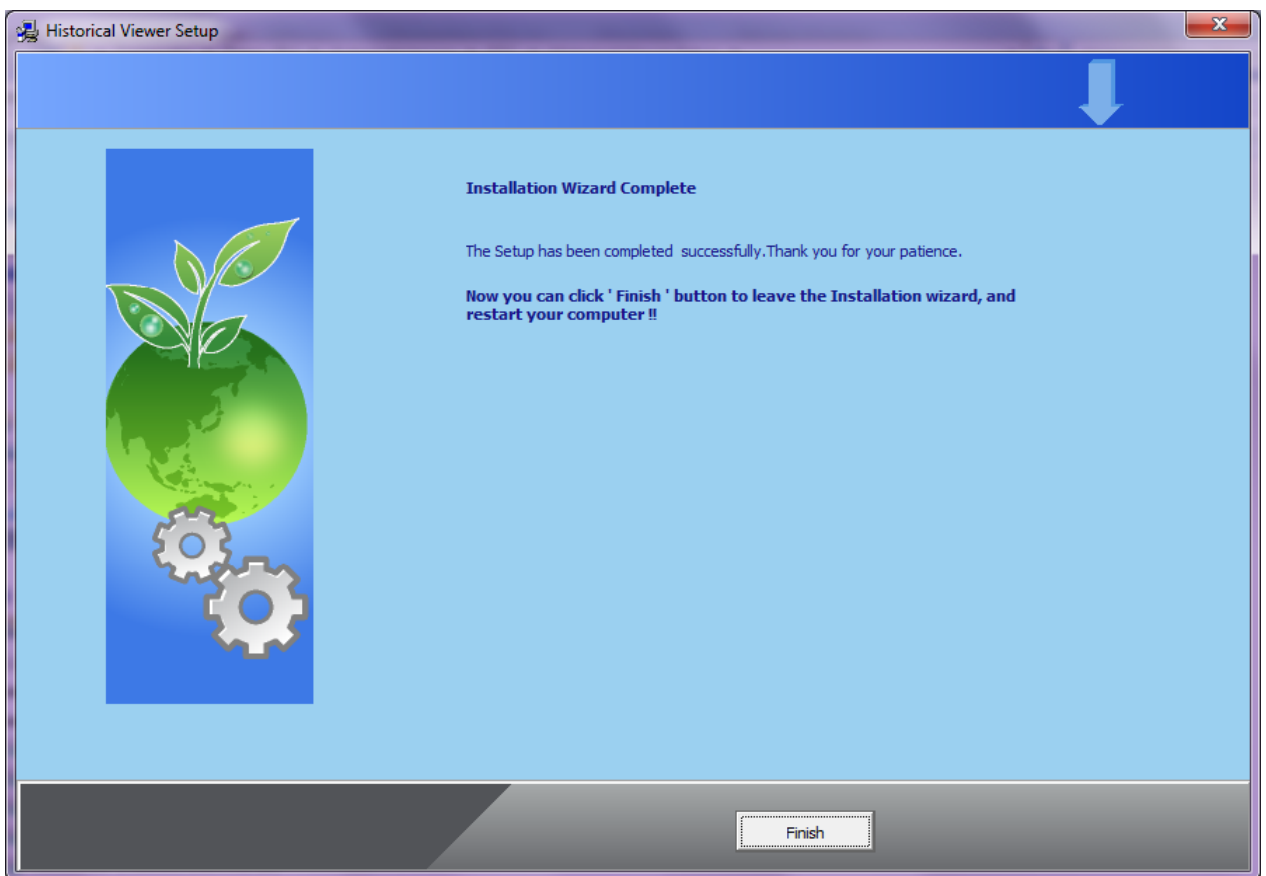 Historical Viewer Setup
Installation Wizard Complete
The Setup has been completed  successfully.Thank you for your patience.
Now you can click ' Finish ' button to leave the Installation wizard, and
restart your computer !!
Finish